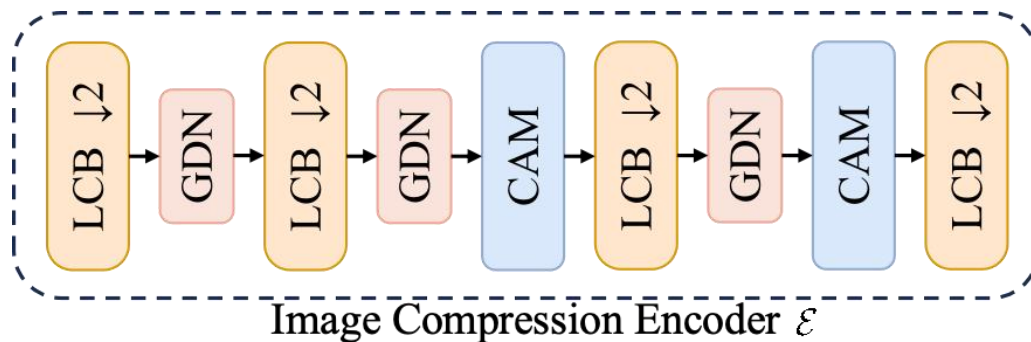 LCB ↓2
GDN
LCB ↓2
GDN
CAM
LCB ↓2
GDN
CAM
LCB ↓2
Image Compression Encoder ℰ